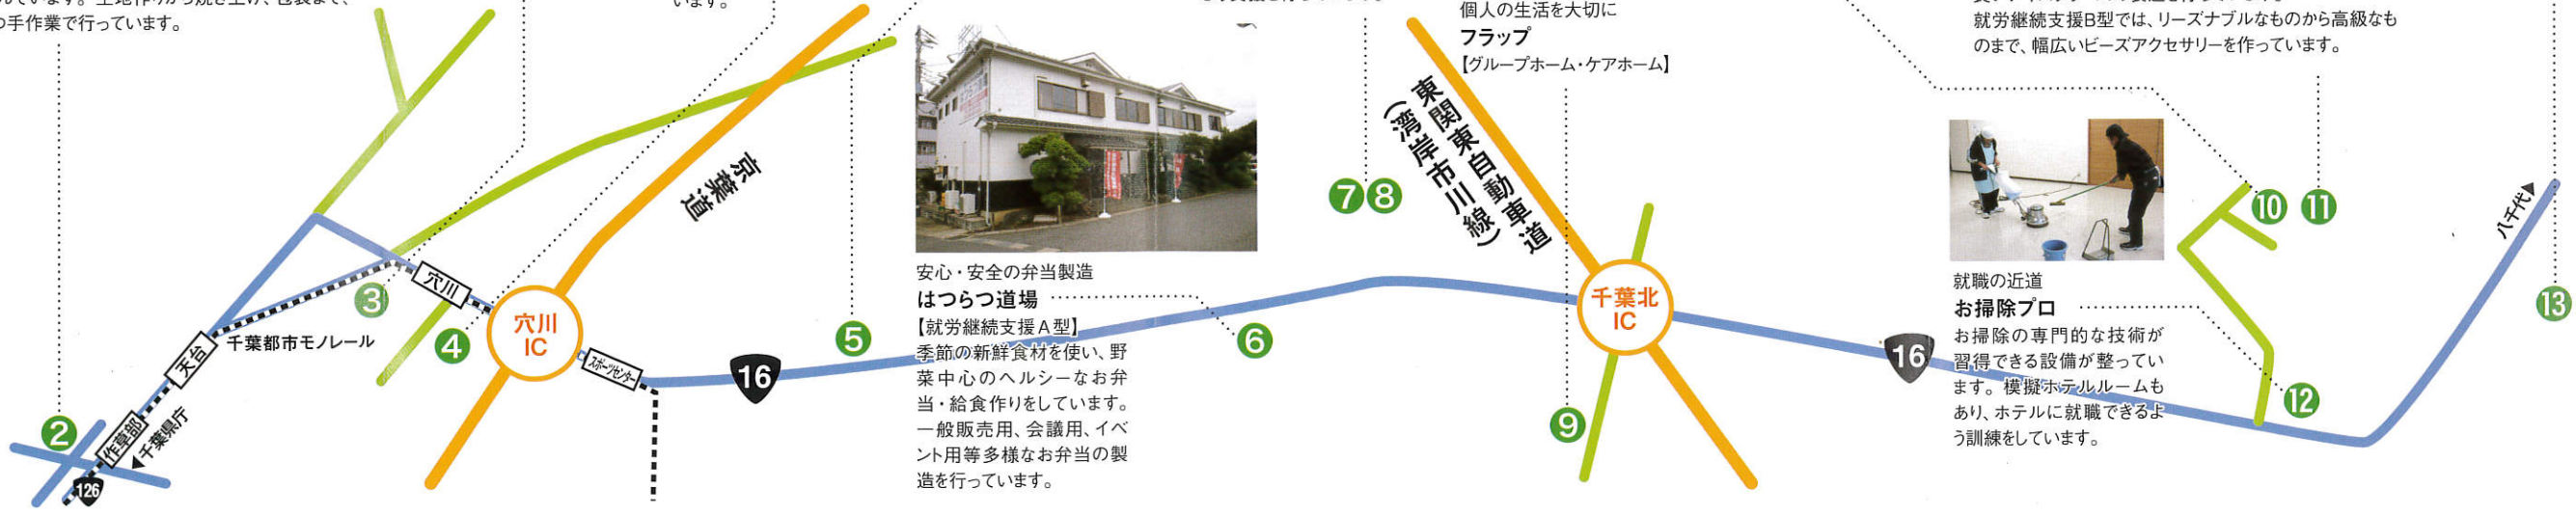 の手作業で行っています。
います。
個人の生活を大切に
フラップ
【グループホーム・ケアホーム】
就労継続支援B型では、リーズナブルなものから高級なも
のまで、幅広いビーズアクセサリーを作っています。
京葉道
東関東自動車道
（湾岸市川線）
八千代▲
⑦⑧
⑩ ⑪
③
穴川
④
穴川
IC
⑤
千葉都市モノレール
天台
スポーツセンター
16
作草部
◀千葉県庁
②
126
安心・安全の弁当製造
はつらつ道場
【就労継続支援A型】
季節の新鮮食材を使い、野
菜中心のヘルシーなお弁
当・給食作りをしています。
一般販売用、会議用、イベ
ント用等多様なお弁当の製
造を行っています。
⑥
千葉北
IC
⑨
16
就職の近道
お掃除プロ
お掃除の専門的な技術が
習得できる設備が整ってい
ます。模擬ホテルルームも
あり、ホテルに就職できるよ
う訓練をしています。
⑫
⑬